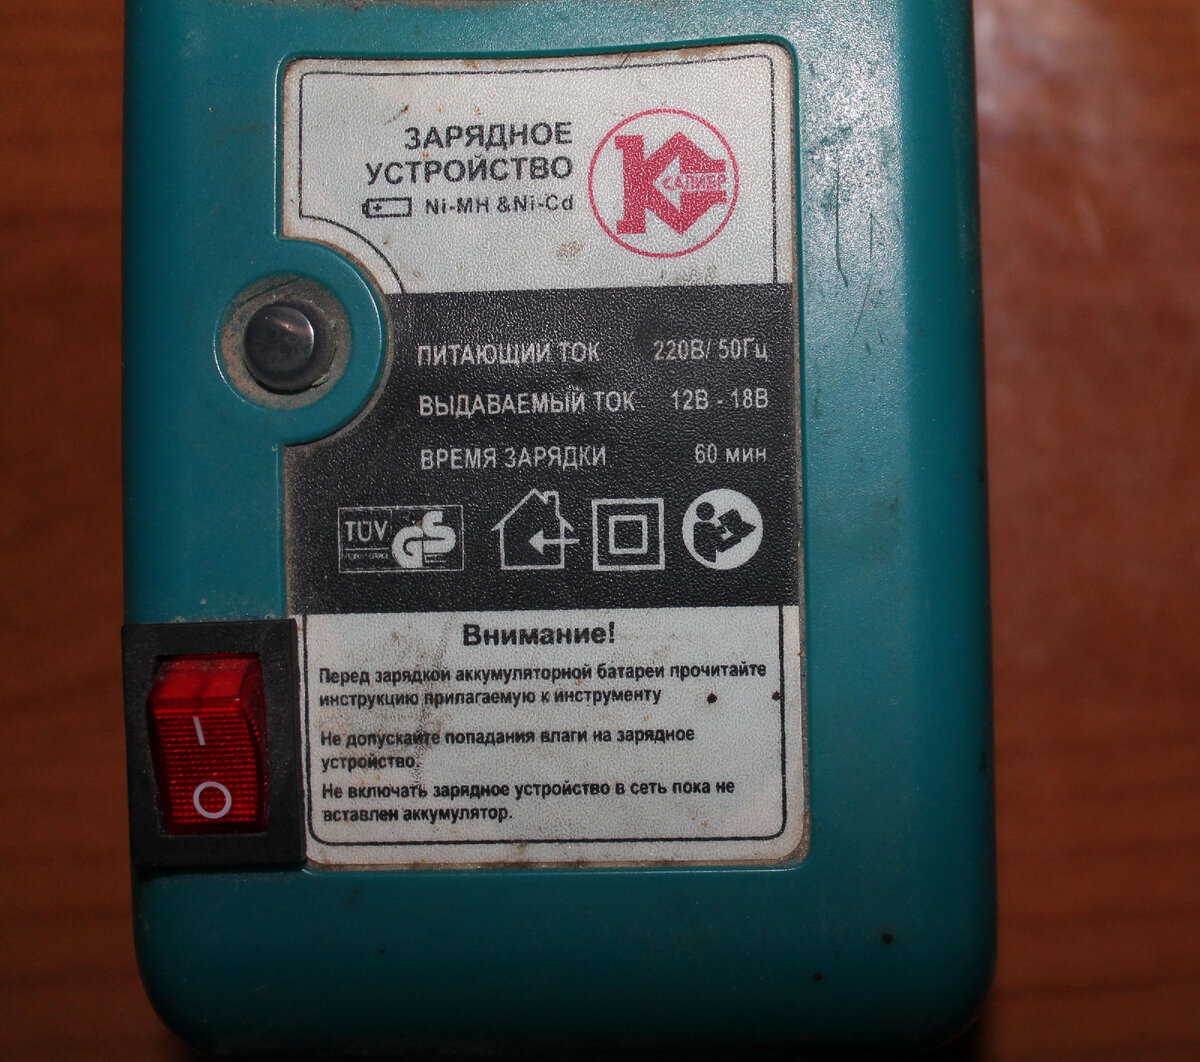 ЗАРЯДНОЕ
УСТРОЙСТВО
Ni-MH &Ni-Cd
К
КАЛИБР
ПИТАЮЩИЙ ТОК 220В/ 50Гц
ВЫДАВАЕМЫЙ ТОК 12В - 18В
ВРЕМЯ ЗАРЯДКИ 60 мин
TÜV GS
Внимание!
Перед зарядкой аккумуляторной батареи прочитайте
инструкцию прилагаемую к инструменту
Не допускайте попадания влаги на зарядное
устройство.
Не включать зарядное устройство в сеть пока не
вставлен аккумулятор.
I
O